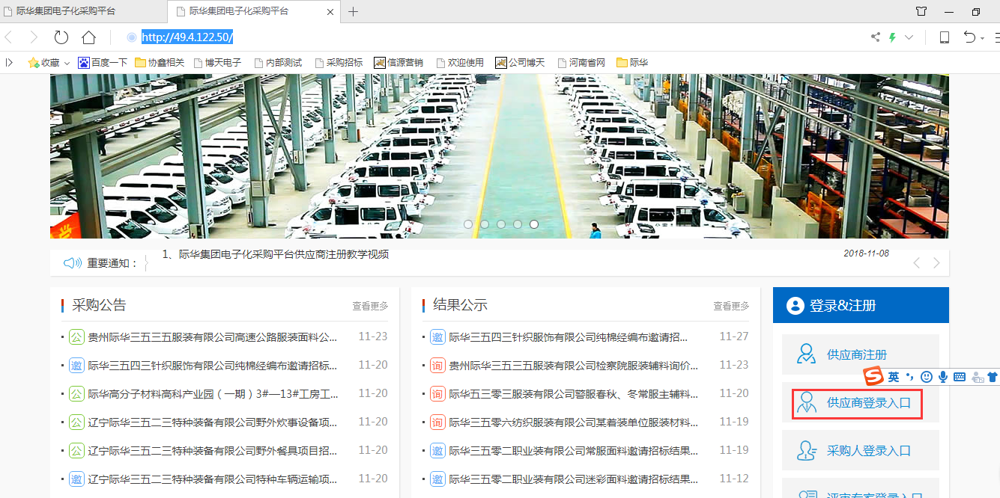 际华集团电子化采购平台
际华集团电子化采购平台
http://49.4.122.50/
收藏 百度一下 协鑫相关 博天电子 内部测试 采购招标 信源营销 欢迎使用 公司博天 河南省网 际华
重要通知： 1、际华集团电子化采购平台供应商注册教学视频 2018-11-08
采购公告 查看更多
公 贵州际华三五三五服装有限公司高速公路服装面料公... 11-23
邀 际华三五四三针织服饰有限公司纯棉经编布邀请招标... 11-20
公 际华高分子材料高科产业园（一期）3#—13#工房工... 11-20
公 辽宁际华三五二三特种装备有限公司野外炊事设备项... 11-20
公 辽宁际华三五二三特种装备有限公司野外餐具项目招... 11-20
邀 辽宁际华三五二三特种装备有限公司特种车辆运输项... 11-20
结果公示 查看更多
邀 际华三五四三针织服饰有限公司纯棉经编布邀请招... 11-27
询 贵州际华三五三五服装有限公司检察院服装辅料询价... 11-23
询 际华三五三零服装有限公司警服春秋、冬常服主辅料... 11-20
询 际华三五零六纺织服装有限公司某着装单位服装材料... 11-19
邀 际华三五零二职业装有限公司常服面料邀请招标结果... 11-19
邀 际华三五零二职业装有限公司迷彩面料邀请招标结果... 11-12
登录&注册
供应商注册
英
供应商登录入口
采购人登录入口
评审专家登录入口